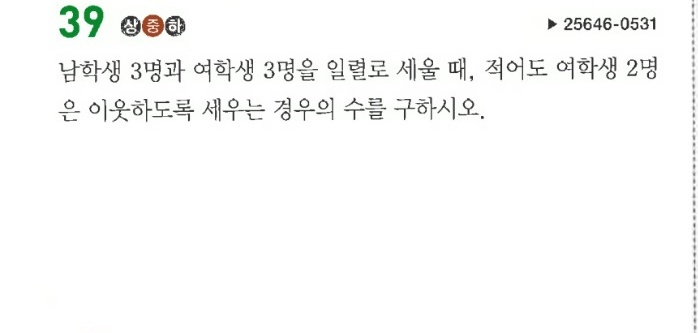 39 상중하 ▶ 25646-0531
남학생 3명과 여학생 3명을 일렬로 세울 때, 적어도 여학생 2명
은 이웃하도록 세우는 경우의 수를 구하시오.